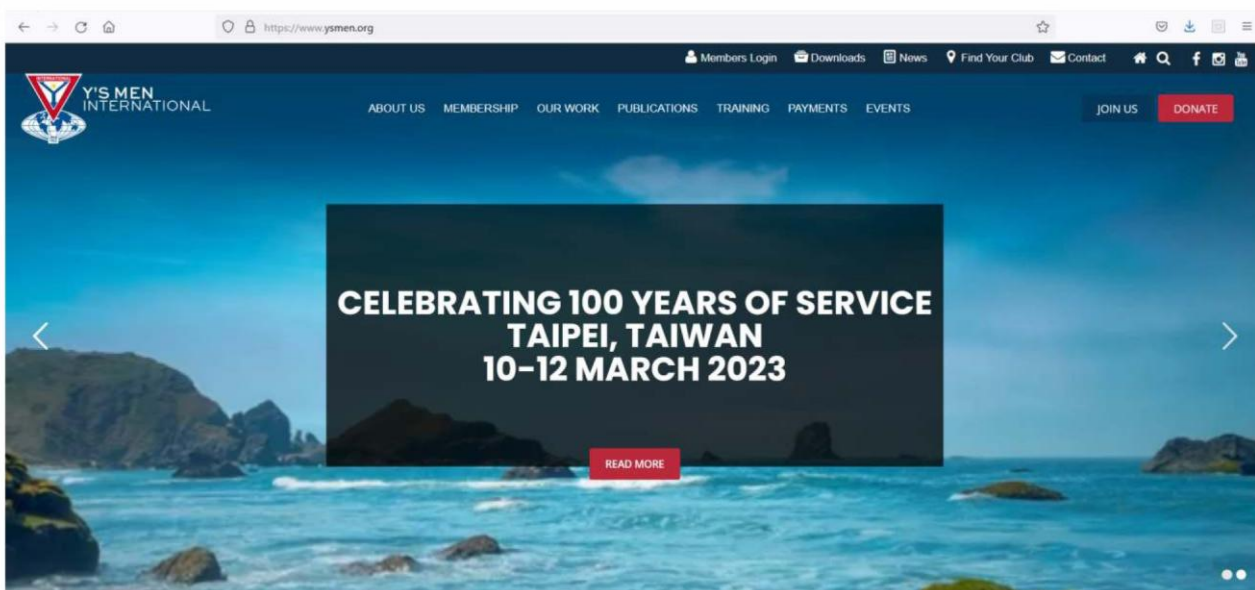 https://www.ysmen.org
Members Login Downloads News Find Your Club Contact
INTERNATIONAL
Y'S MEN
INTERNATIONAL
ABOUT US MEMBERSHIP OUR WORK PUBLICATIONS TRAINING PAYMENTS EVENTS
JOIN US DONATE
CELEBRATING 100 YEARS OF SERVICE
TAIPEI, TAIWAN
10-12 MARCH 2023
READ MORE